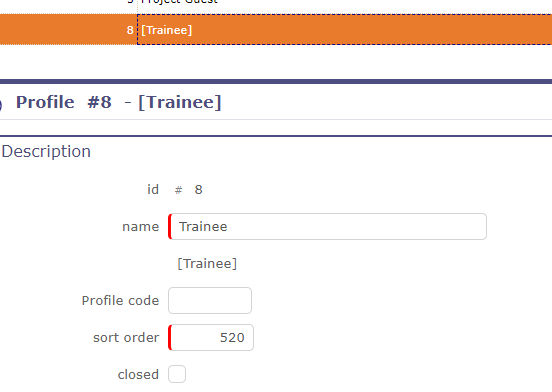 5 Project Guest
8 [Trainee]
Profile #8 - [Trainee]
Description
id # 8
name Trainee
[Trainee]
Profile code
sort order 520
closed